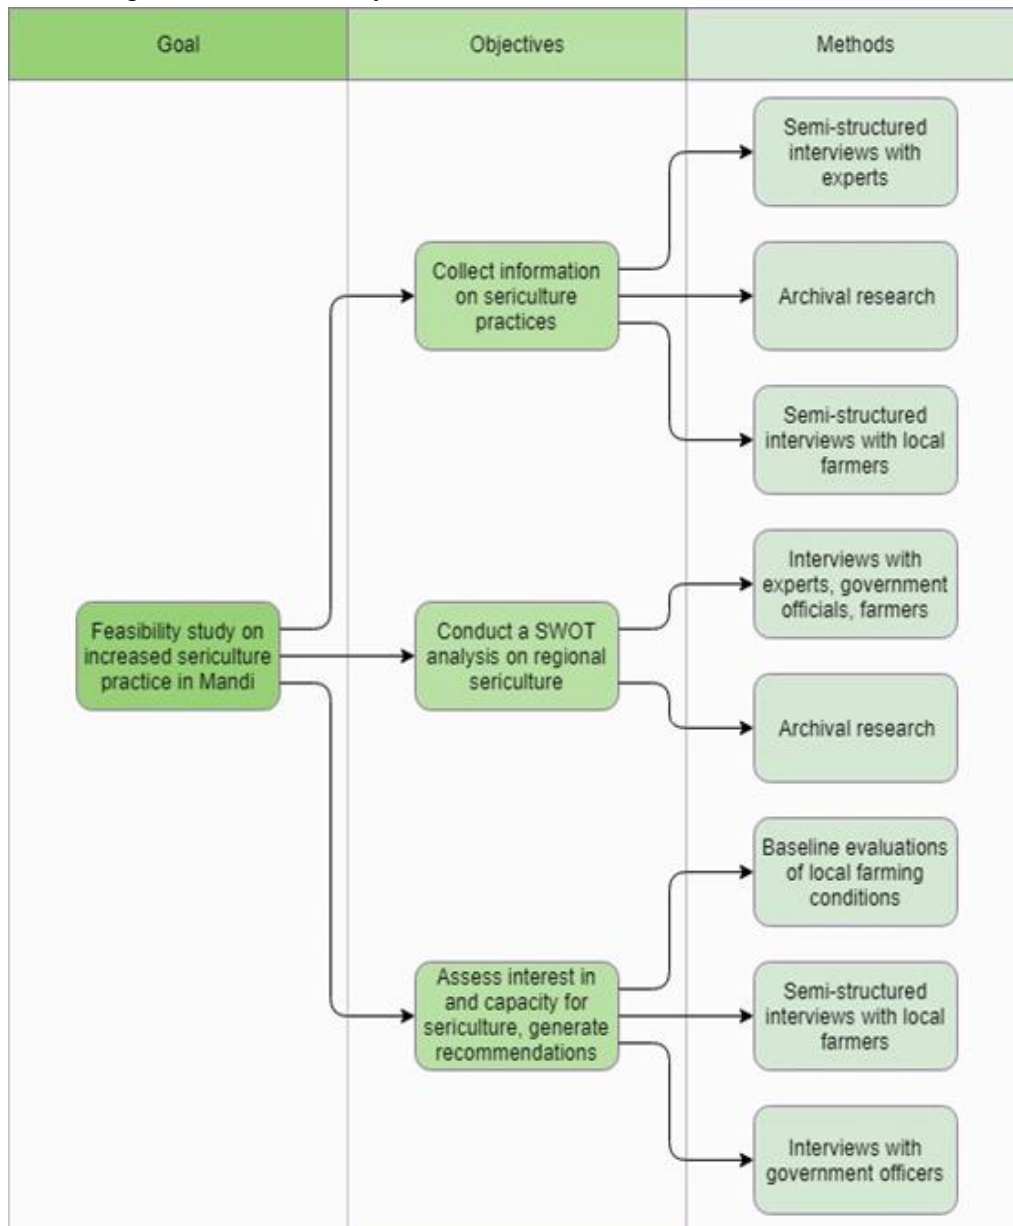 Goal
Objectives
Methods
Semi-structured
interviews with
experts
Collect information
on sericulture
practices
Archival research
Semi-structured
interviews with local
farmers
Feasibility study on
increased sericulture
practice in Mandi
Conduct a SWOT
analysis on regional
sericulture
Interviews with
experts, government
officials, farmers
Archival research
Assess interest in
and capacity for
sericulture, generate
recommendations
Baseline evaluations
of local farming
conditions
Semi-structured
interviews with local
farmers
Interviews with
government officers